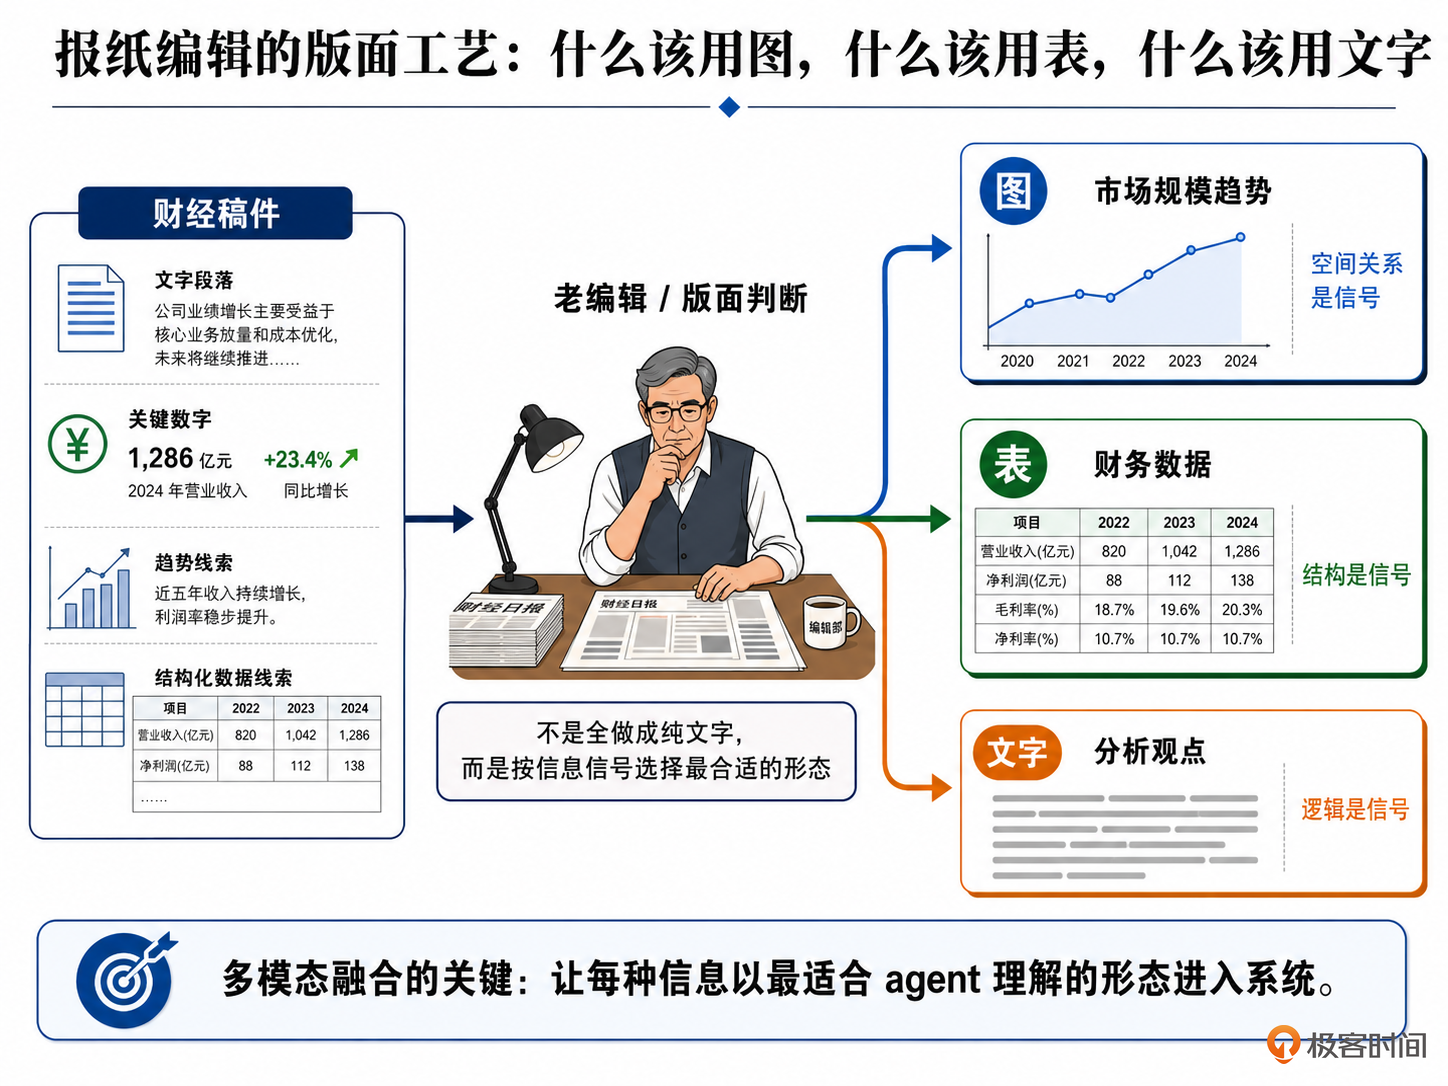 报纸编辑的版面工艺：什么该用图，什么该用表，什么该用文字
财经稿件
文字段落
公司业绩增长主要受益于
核心业务放量和成本优化，
未来将继续推进……
¥
关键数字
1,286 亿元 +23.4%
2024 年营业收入 同比增长
趋势线索
近五年收入持续增长，
利润率稳步提升。
结构化数据线索
项目 2022 2023 2024
营业收入(亿元) 820 1,042 1,286
净利润(亿元) 88 112 138
……
老编辑 / 版面判断
财经日报
财经日报
编辑部
不是全做成纯文字，
而是按信息信号选择最合适的形态
图 市场规模趋势
2020 2021 2022 2023 2024
空间关系
是信号
表 财务数据
项目 2022 2023 2024
营业收入(亿元) 820 1,042 1,286
净利润(亿元) 88 112 138
毛利率(%) 18.7% 19.6% 20.3%
净利率(%) 10.7% 10.7% 10.7%
结构是信号
文字 分析观点
逻辑是信号
多模态融合的关键：让每种信息以最适合 agent 理解的形态进入系统。
极客时间